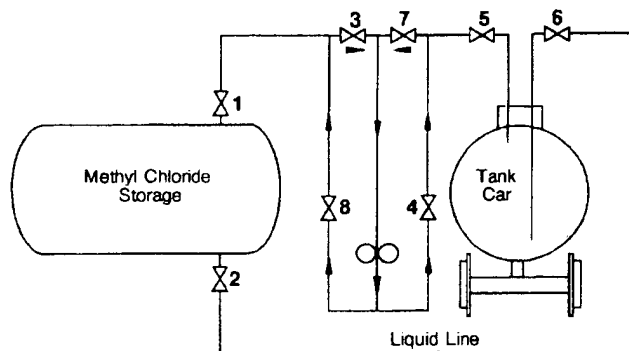 3 7 5 6
1
Methyl Chloride
Storage
Tank
Car
8 4
2
Liquid Line